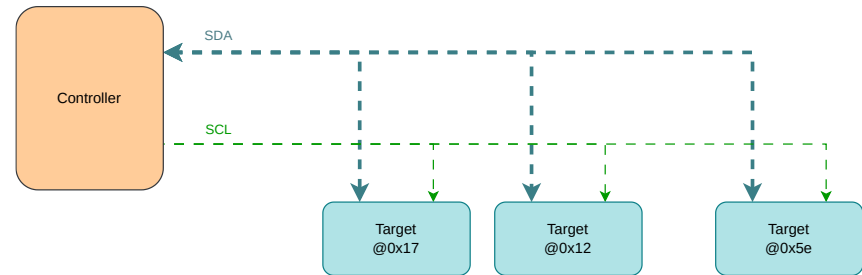 SDA
Controller
SCL
Target
@0x17
Target
@0x12
Target
@0x5e